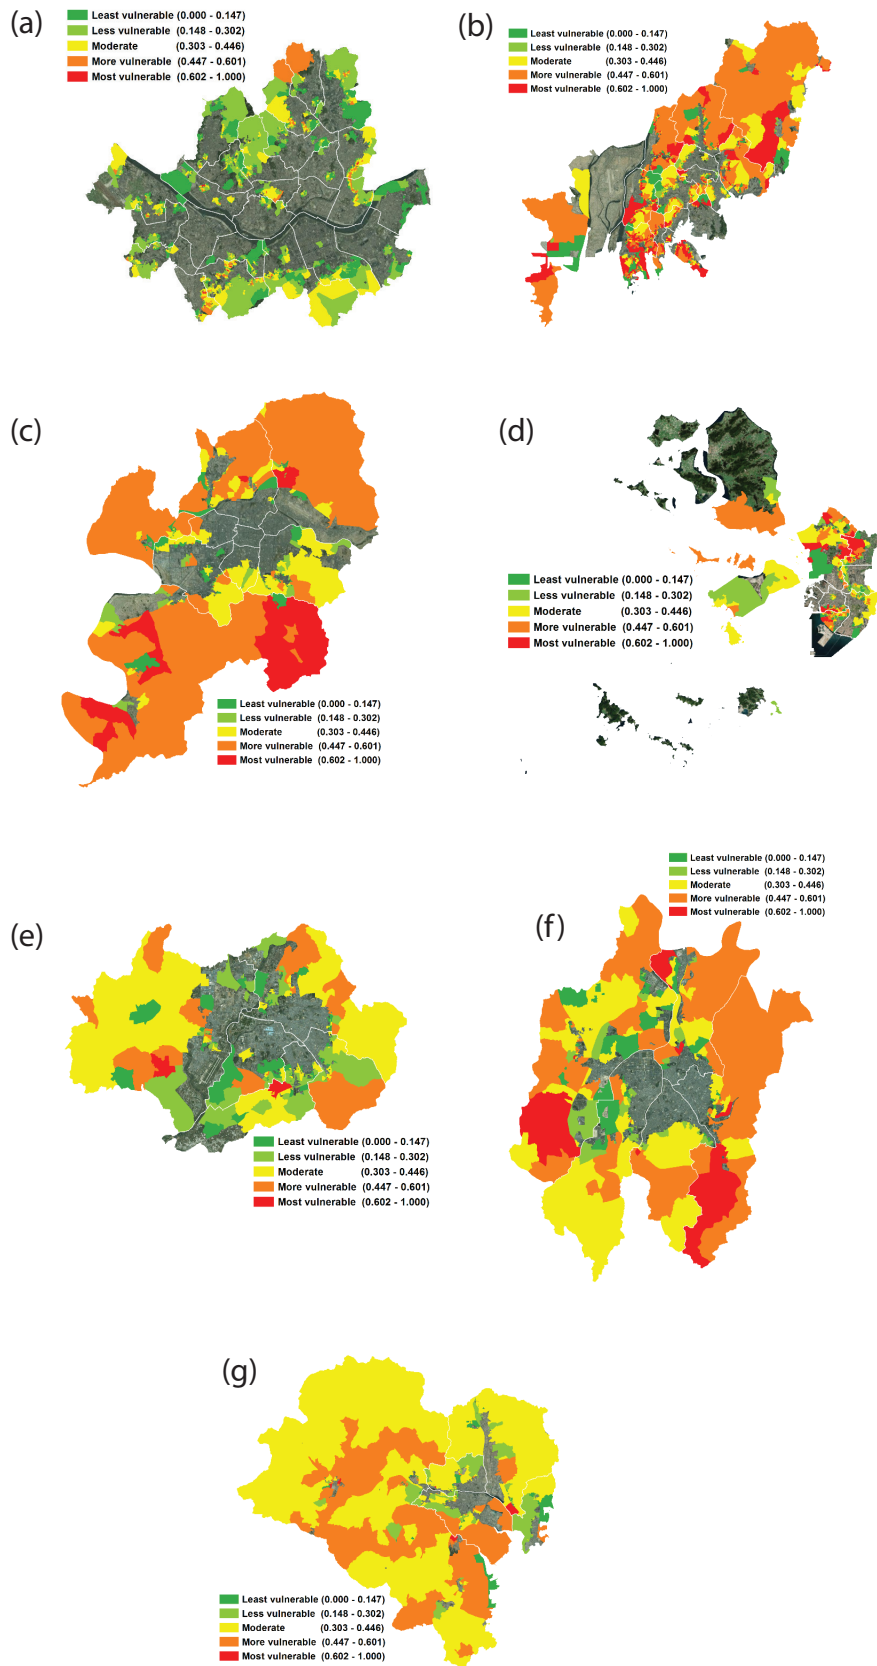 (a)
Least vulnerable (0.000 - 0.147)
Less vulnerable (0.148 - 0.302)
Moderate (0.303 - 0.446)
More vulnerable (0.447 - 0.601)
Most vulnerable (0.602 - 1.000)
(b)
Least vulnerable (0.000 - 0.147)
Less vulnerable (0.148 - 0.302)
Moderate (0.303 - 0.446)
More vulnerable (0.447 - 0.601)
Most vulnerable (0.602 - 1.000)
(c)
Least vulnerable (0.000 - 0.147)
Less vulnerable (0.148 - 0.302)
Moderate (0.303 - 0.446)
More vulnerable (0.447 - 0.601)
Most vulnerable (0.602 - 1.000)
(d)
Least vulnerable (0.000 - 0.147)
Less vulnerable (0.148 - 0.302)
Moderate (0.303 - 0.446)
More vulnerable (0.447 - 0.601)
Most vulnerable (0.602 - 1.000)
(e)
Least vulnerable (0.000 - 0.147)
Less vulnerable (0.148 - 0.302)
Moderate (0.303 - 0.446)
More vulnerable (0.447 - 0.601)
Most vulnerable (0.602 - 1.000)
(f)
Least vulnerable (0.000 - 0.147)
Less vulnerable (0.148 - 0.302)
Moderate (0.303 - 0.446)
More vulnerable (0.447 - 0.601)
Most vulnerable (0.602 - 1.000)
(g)
Least vulnerable (0.000 - 0.147)
Less vulnerable (0.148 - 0.302)
Moderate (0.303 - 0.446)
More vulnerable (0.447 - 0.601)
Most vulnerable (0.602 - 1.000)